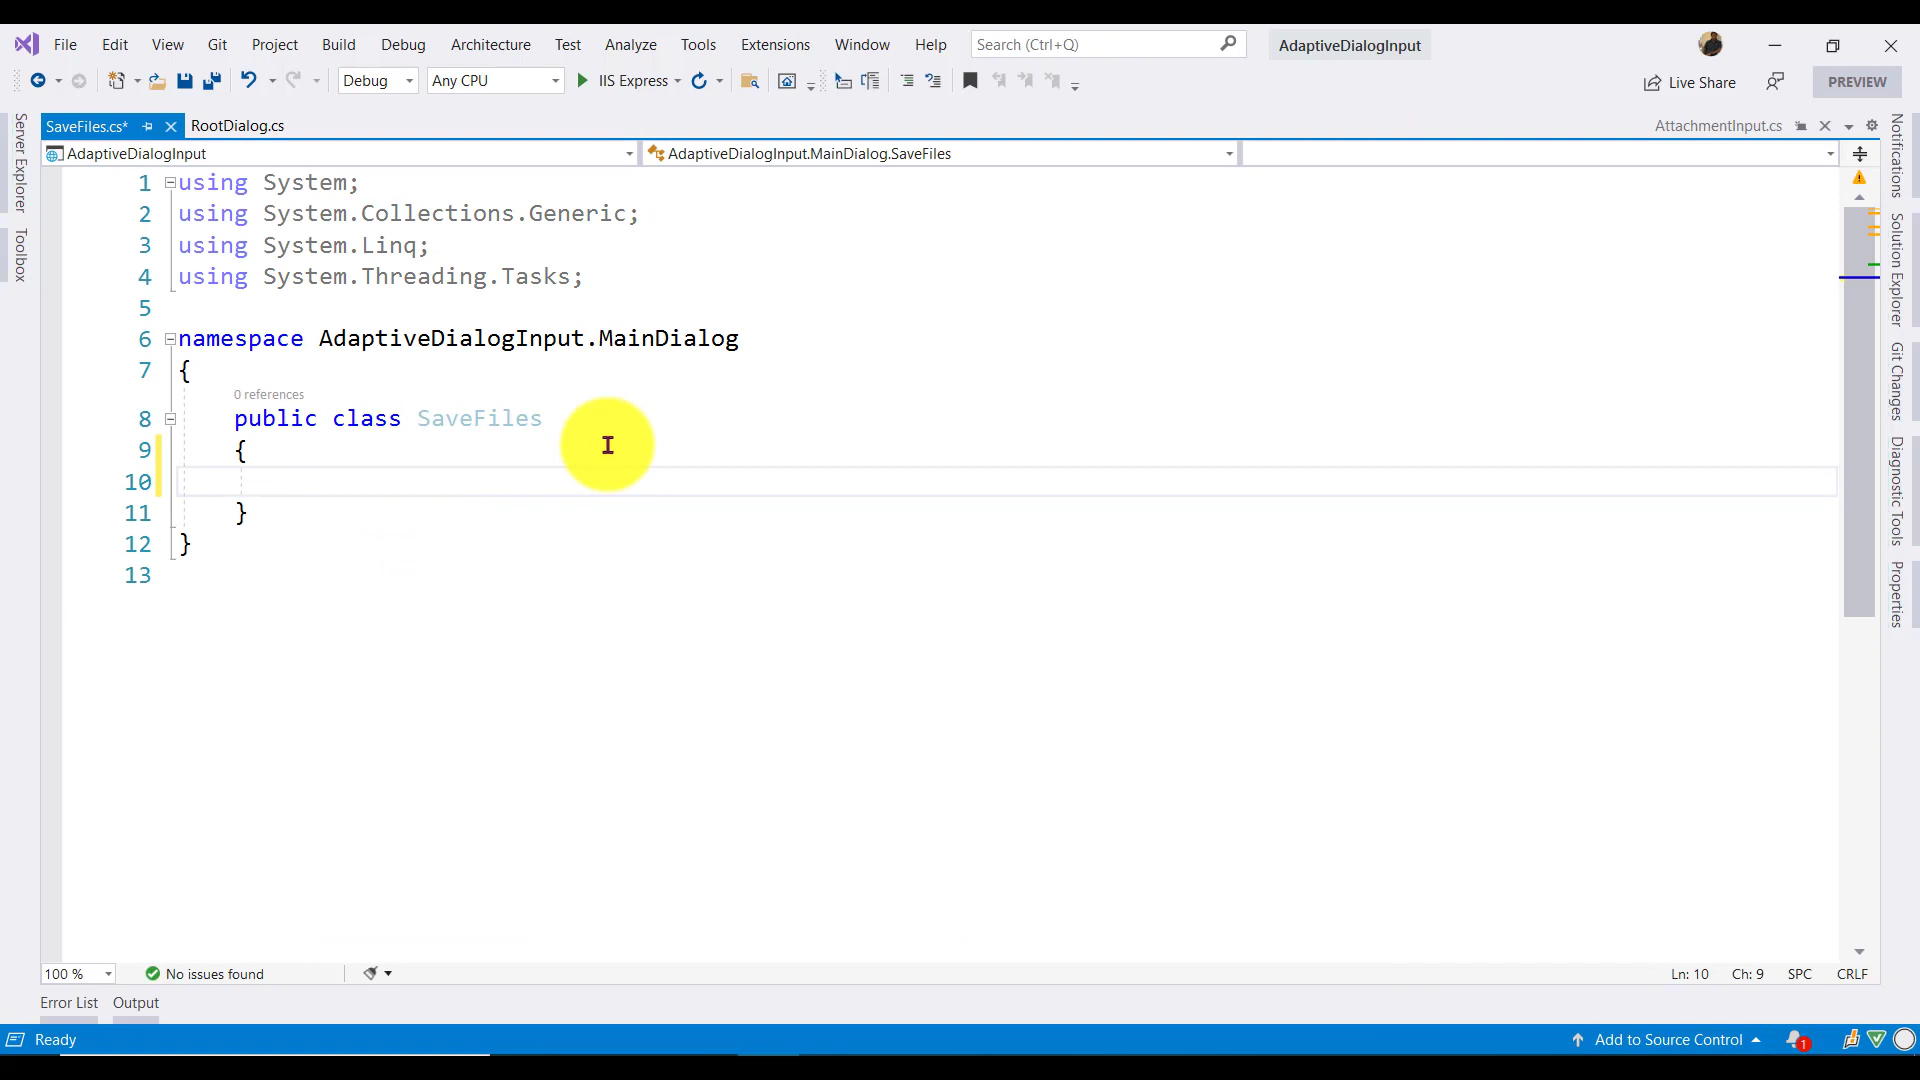 File Edit View Git Project Build Debug Architecture Test Analyze Tools Extensions Window Help Search (Ctrl+Q) AdaptiveDialogInput
Debug Any CPU IIS Express Live Share PREVIEW
SaveFiles.cs* RootDialog.cs AttachmentInput.cs
AdaptiveDialogInput AdaptiveDialogInput.MainDialog.SaveFiles
Server Explorer
Toolbox
1 using System;
2 using System.Collections.Generic;
3 using System.Linq;
4 using System.Threading.Tasks;
5
6 namespace AdaptiveDialogInput.MainDialog
7 {
0 references
8 public class SaveFiles
9 {
10
11 }
12 }
13
Notifications
Solution Explorer
Git Changes
Diagnostic Tools
Properties
100 % No issues found Ln: 10 Ch: 9 SPC CRLF
Error List Output
Ready Add to Source Control 1